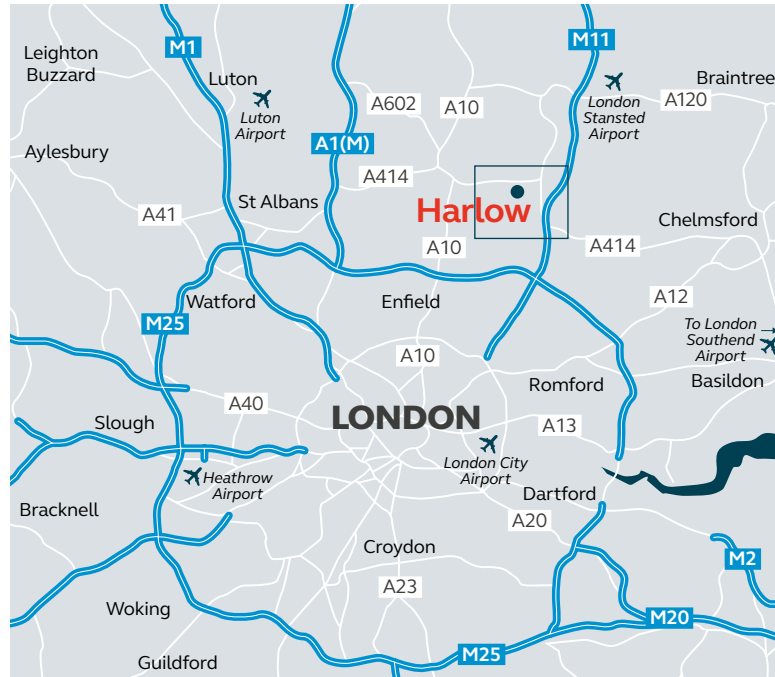 M1
M11
Leighton
Buzzard
Luton
Luton
Airport
A602
A10
London
Stansted
Airport
Braintree
A120
A1(M)
Aylesbury
A414
St Albans
A41
Harlow
Chelmsford
A10
A414
Watford
Enfield
A12
M25
To London
Southend
Airport
A10
Romford
Basildon
A40
LONDON
Slough
A13
Heathrow
Airport
London City
Airport
Dartford
Bracknell
A20
Croydon
M2
A23
Woking
M20
M25
Guildford